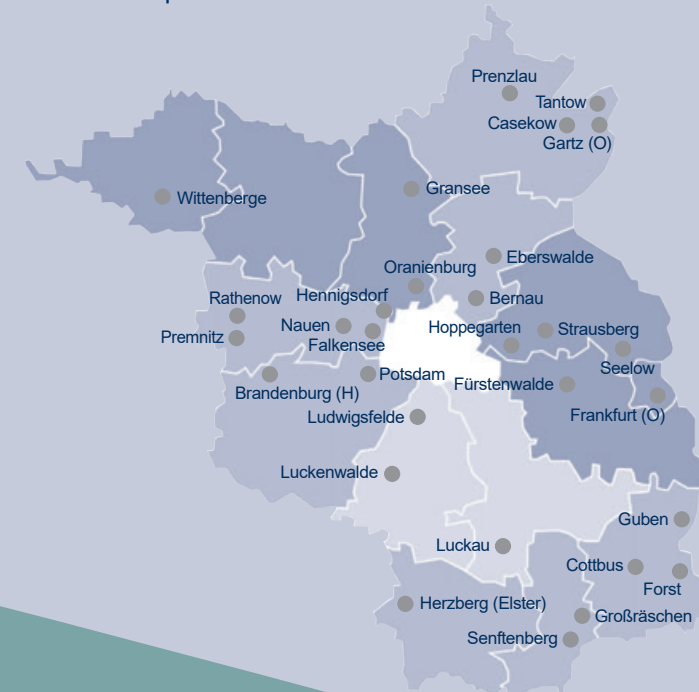 Prenzlau
Tantow
Casekow
Gartz (O)
Gransee
Wittenberge
Eberswalde
Oranienburg
Hennigsdorf
Bernau
Rathenow
Nauen
Hoppegarten
Strausberg
Premnitz
Falkensee
Seelow
Potsdam
Fürstenwalde
Brandenburg (H)
Ludwigsfelde
Frankfurt (O)
Luckenwalde
Guben
Luckau
Cottbus
Forst
Herzberg (Elster)
Großräschen
Senftenberg